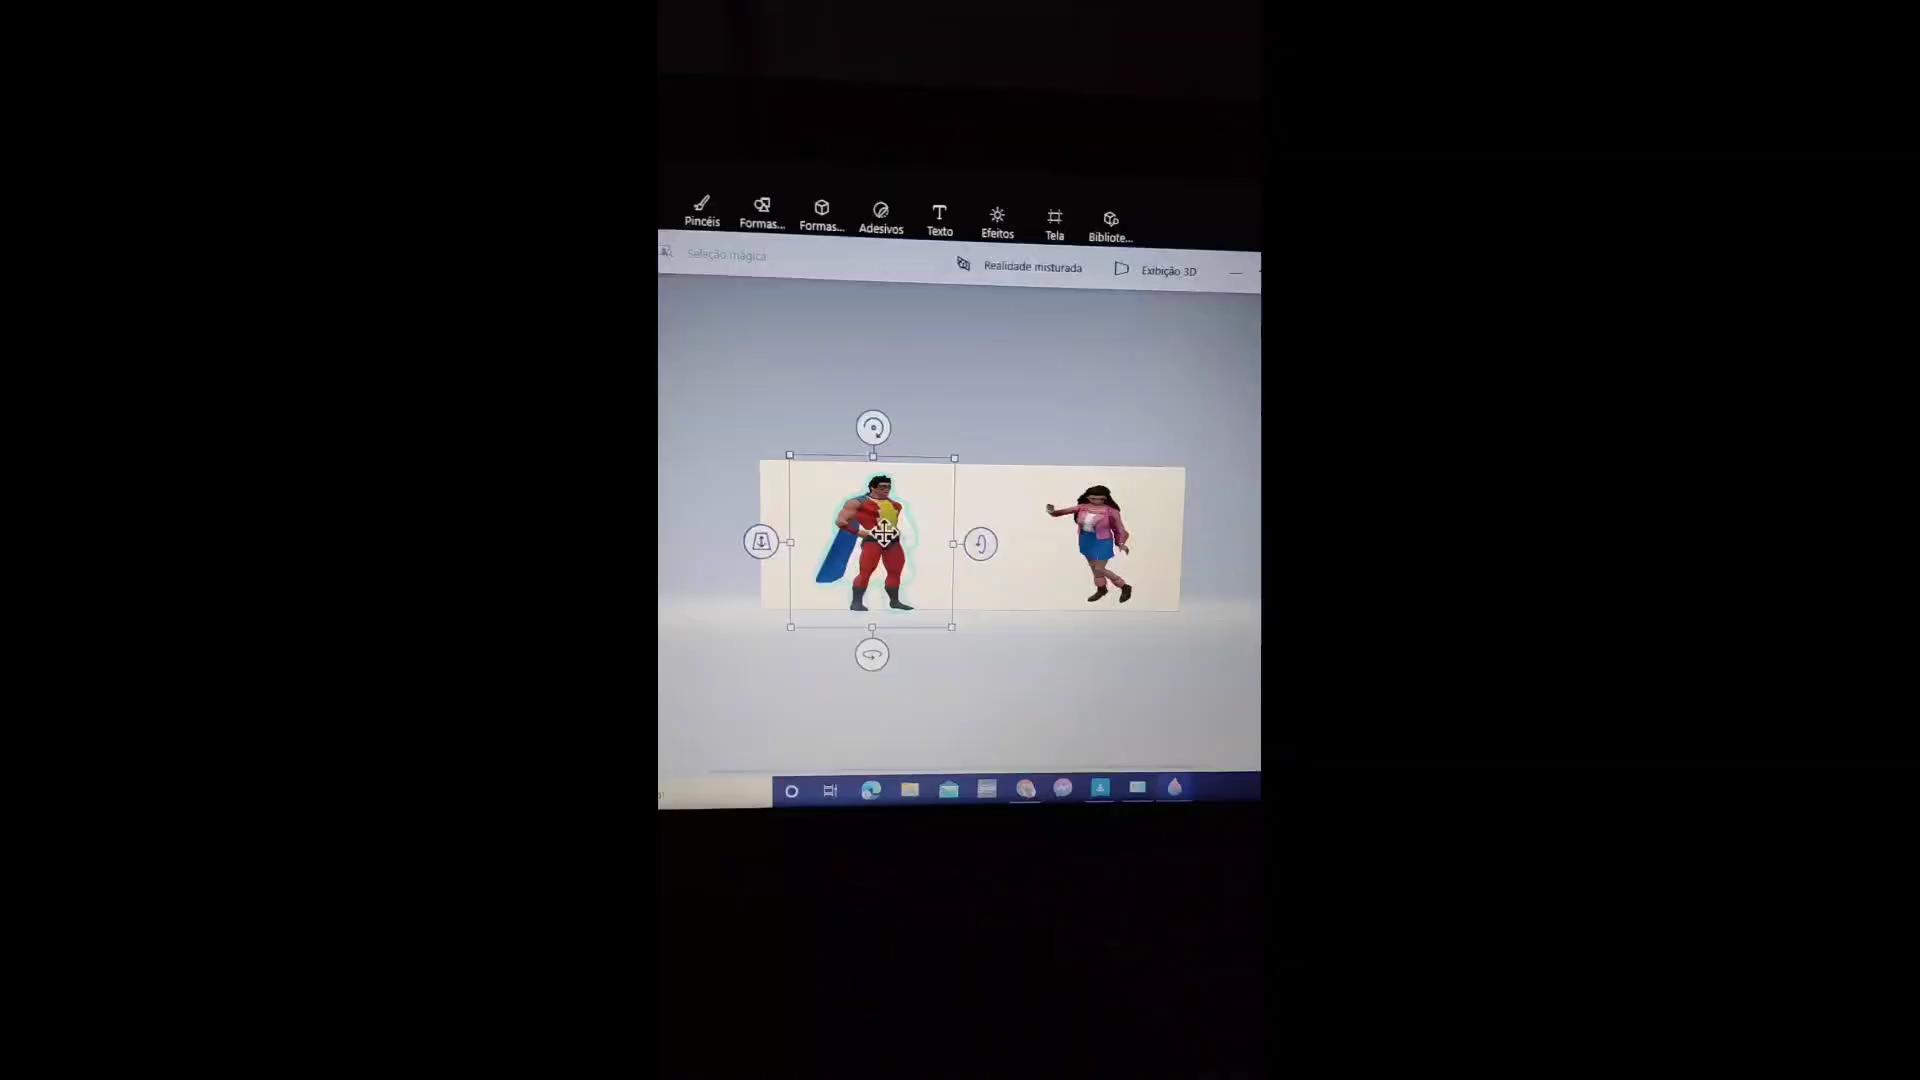 Pincéis
Formas...
Formas...
Adesivos
Texto
Efeitos
Tela
Bibliote...
Seleção mágica
Realidade misturada
Exibição 3D